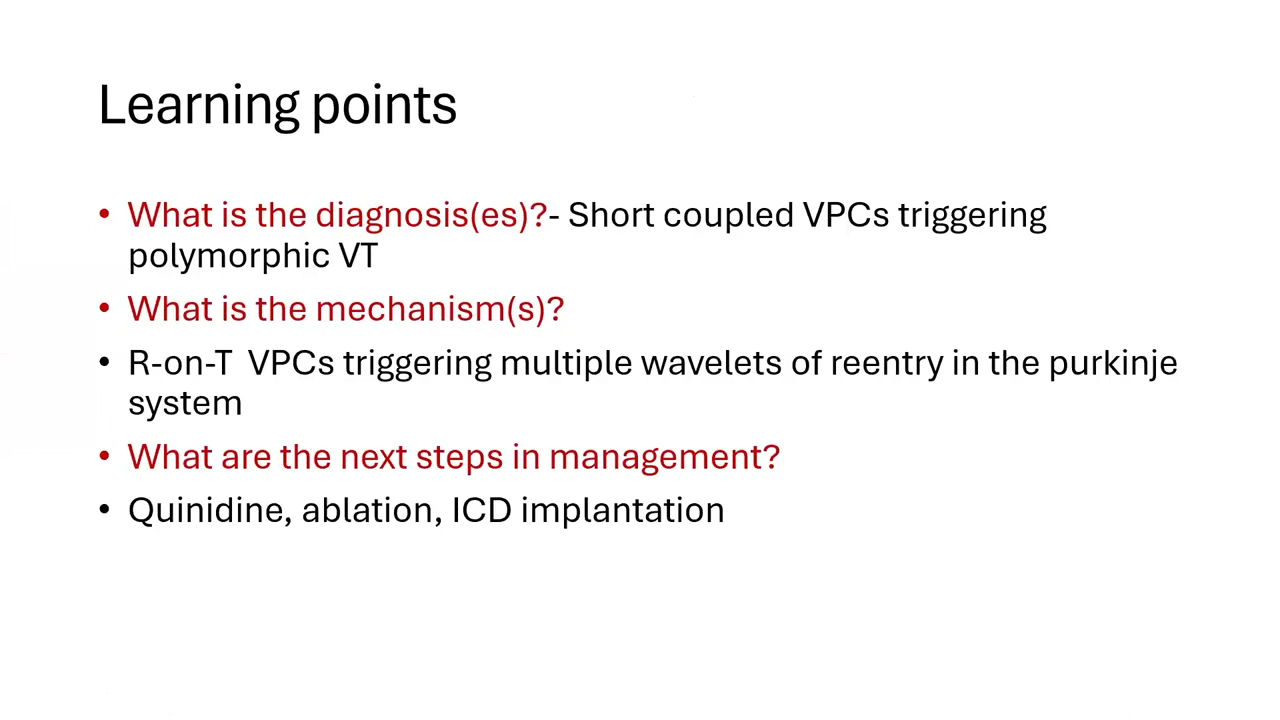 Learning points
• What is the diagnosis(es)?- Short coupled VPCs triggering
polymorphic VT
• What is the mechanism(s)?
• R-on-T  VPCs triggering multiple wavelets of reentry in the purkinje
system
• What are the next steps in management?
• Quinidine, ablation, ICD implantation